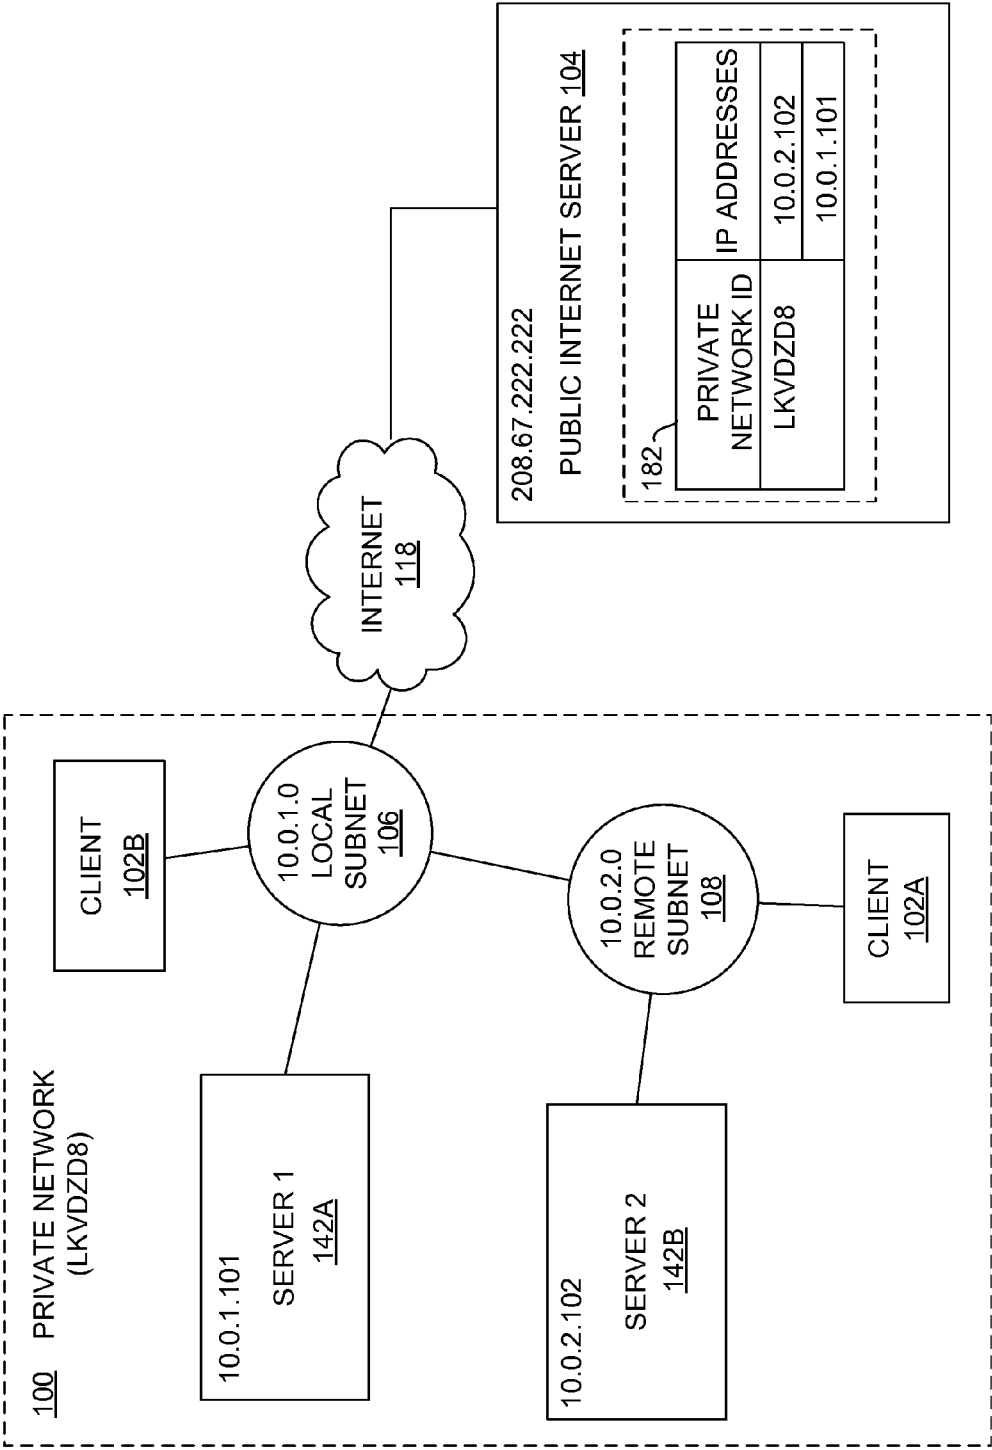 100
PRIVATE NETWORK
(LKVDZD8)
10.0.1.101
SERVER 1
142A
CLIENT
102B
10.0.1.0
LOCAL
SUBNET
106
10.0.2.102
SERVER 2
142B
10.0.2.0
REMOTE
SUBNET
108
CLIENT
102A
INTERNET
118
208.67.222.222
PUBLIC INTERNET SERVER 104
182
PRIVATE
NETWORK ID
IP ADDRESSES
LKVDZD8
10.0.2.102
10.0.1.101